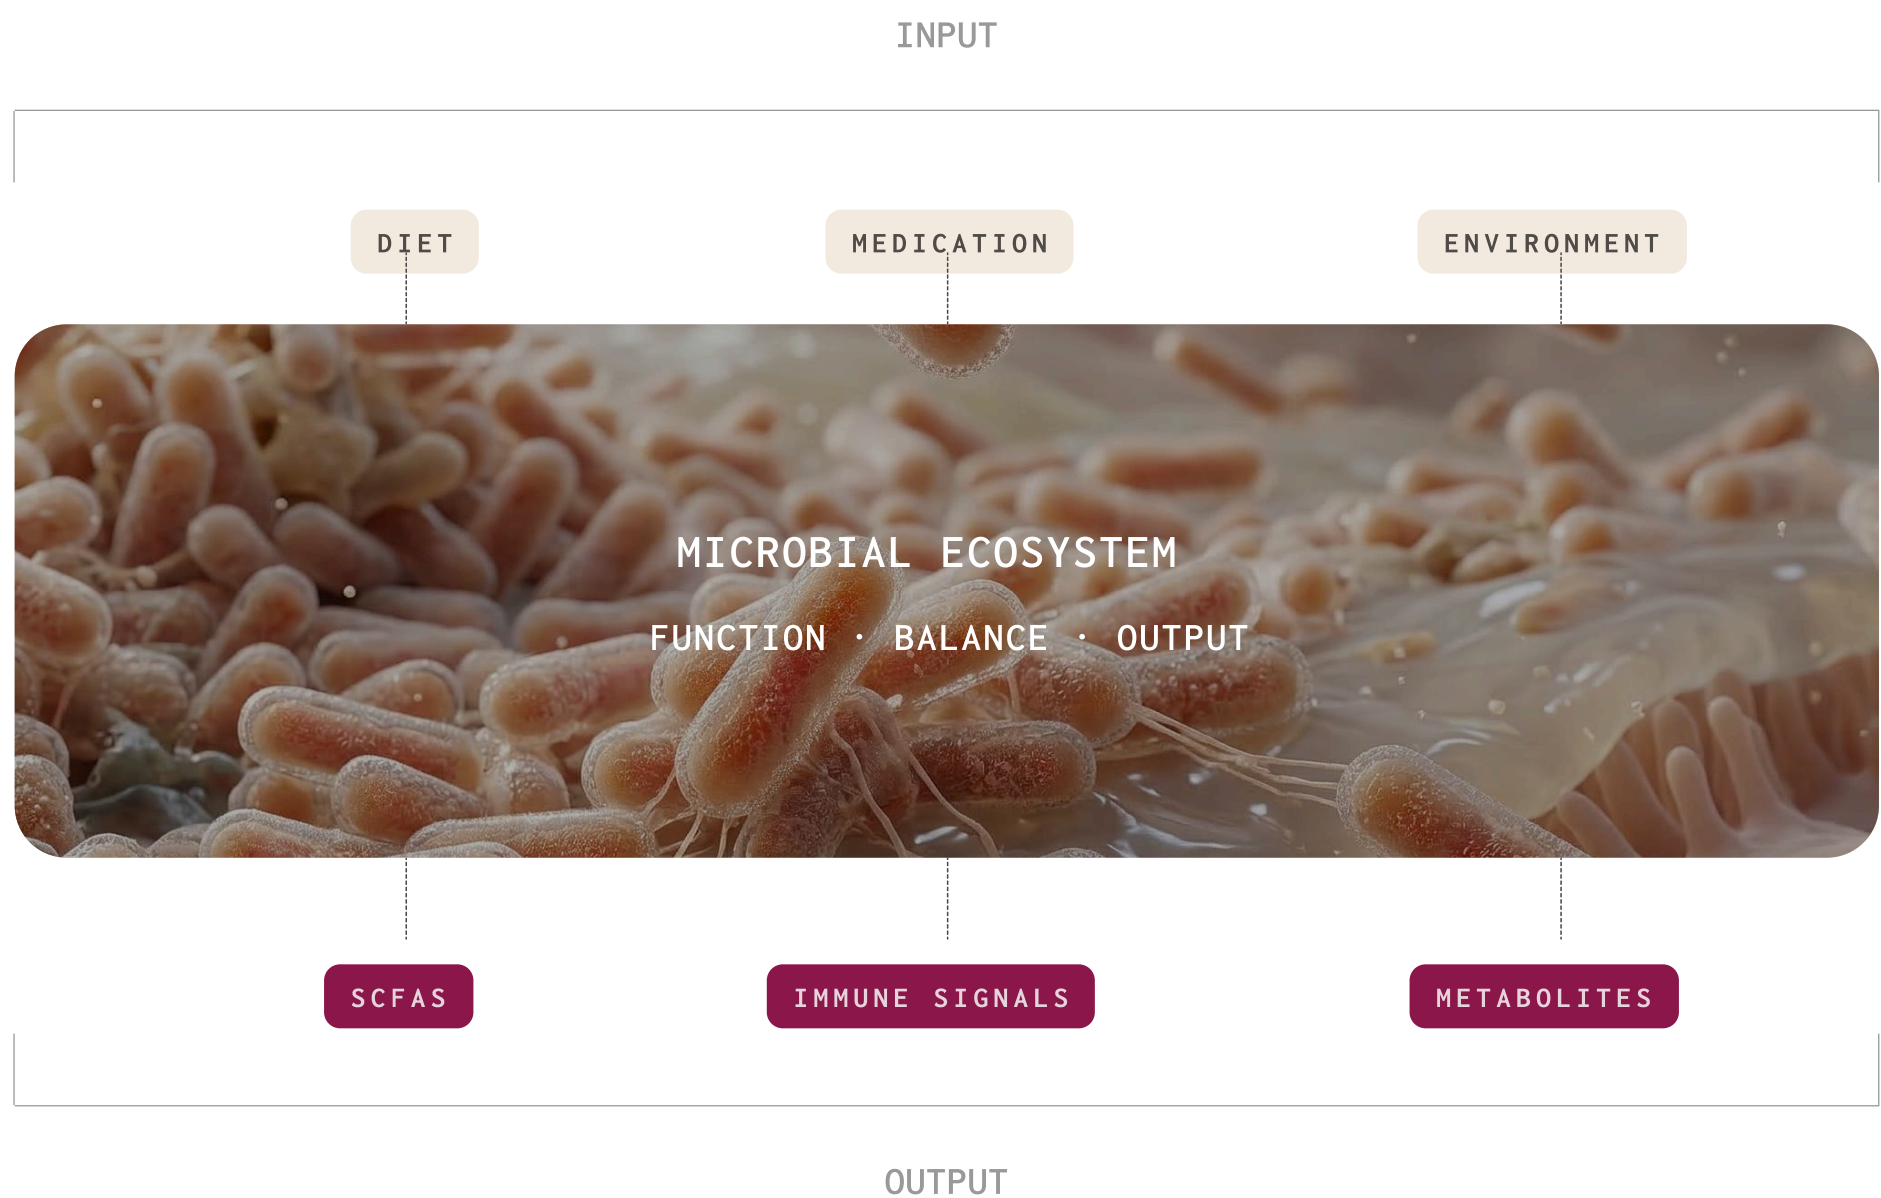 INPUT
DIET
MEDICATION
ENVIRONMENT
MICROBIAL ECOSYSTEM
FUNCTION · BALANCE · OUTPUT
SCFAS
IMMUNE SIGNALS
METABOLITES
OUTPUT